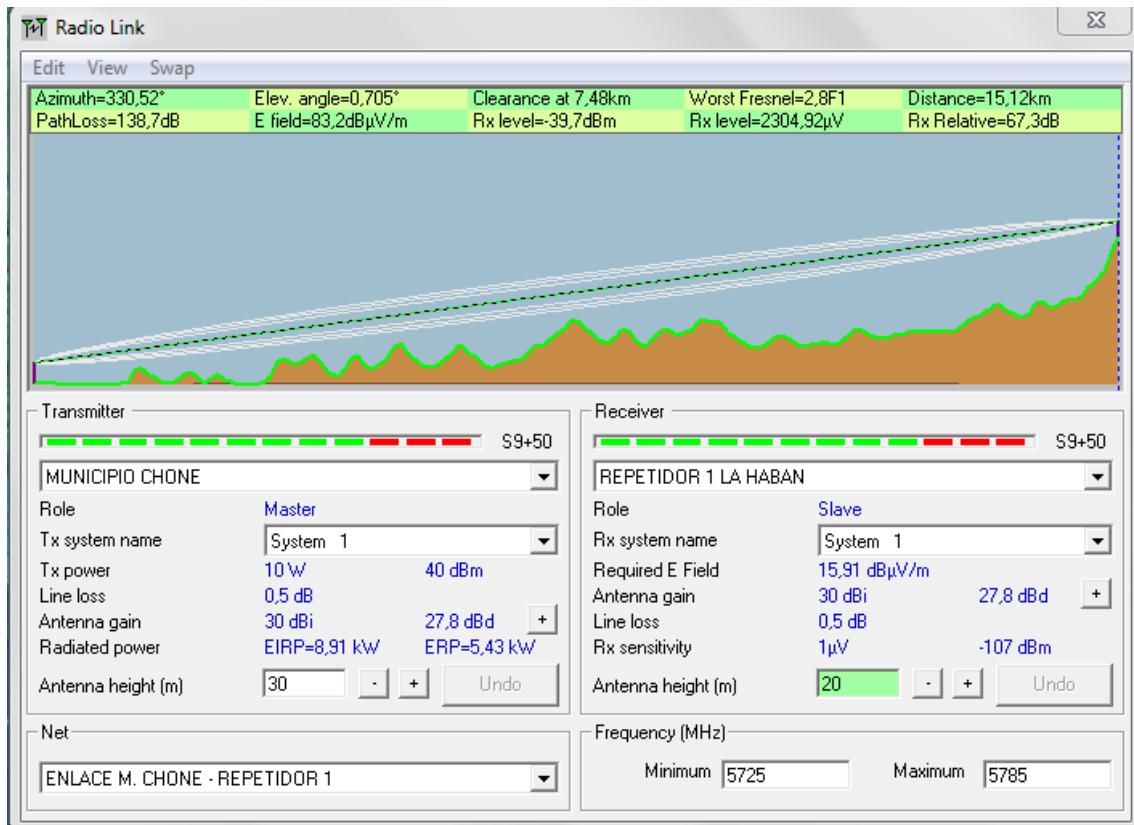 Radio Link
Edit View Swap
Azimuth=330,52° Elev. angle=0,705° Clearance at 7,48km Worst Fresnel=2,8F1 Distance=15,12km
PathLoss=138,7dB E field=83,2dBµV/m Rx level=-39,7dBm Rx level=2304,92µV Rx Relative=67,3dB
Transmitter
S9+50
MUNICIPIO CHONE
Role Master
Tx system name System 1
Tx power 10 W 40 dBm
Line loss 0,5 dB
Antenna gain 30 dBi 27,8 dBd +
Radiated power EIRP=8,91 kW ERP=5,43 kW
Antenna height (m) 30 - + Undo
Receiver
S9+50
REPETIDOR 1 LA HABAN
Role Slave
Rx system name System 1
Required E Field 15,91 dBµV/m
Antenna gain 30 dBi 27,8 dBd +
Line loss 0,5 dB
Rx sensitivity 1µV -107 dBm
Antenna height (m) 20 - + Undo
Net
ENLACE M. CHONE - REPETIDOR 1
Frequency (MHz)
Minimum 5725 Maximum 5785